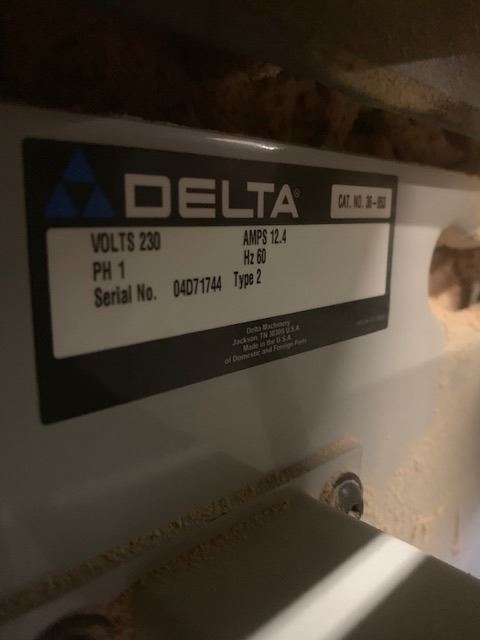 DELTA®
CAT. NO. 36-
VOLTS 230
AMPS 12.4
PH 1
Hz 60
Serial No. 04D71744 Type 2
Delta Machinery
Jackson, TN 38305 U.S.A.
Made in the U.S.A.
of Domestic and Foreign Parts